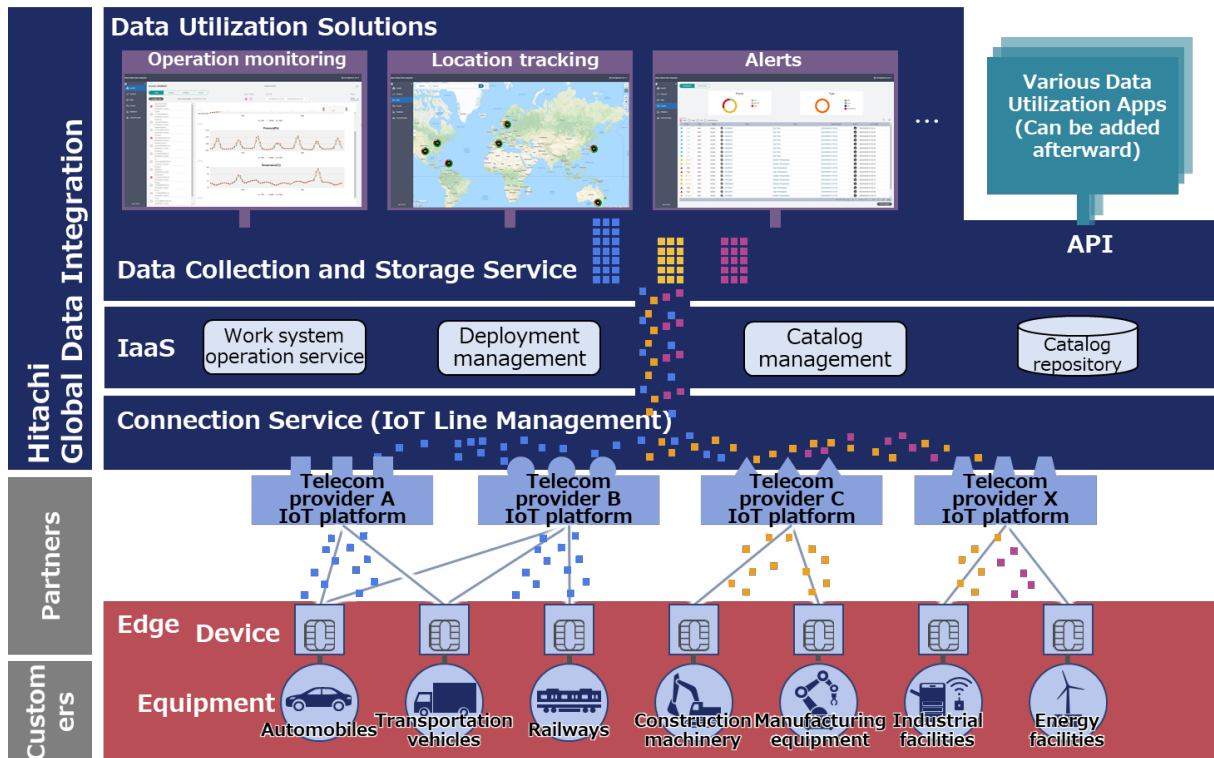 Hitachi
Global Data Integration
Partners
Custom
ers
Data Utilization Solutions
Operation monitoring
Location tracking
Alerts
...
Various Data
Utilization Apps
(can be added
afterward)
API
Data Collection and Storage Service
IaaS
Work system
operation service
Deployment
management
Catalog
management
Catalog
repository
Connection Service (IoT Line Management)
Telecom
provider A
IoT platform
Telecom
provider B
IoT platform
Telecom
provider C
IoT platform
Telecom
provider X
IoT platform
Edge
Device
Equipment
Automobiles
Transportation
vehicles
Railways
Construction
machinery
Manufacturing
equipment
Industrial
facilities
Energy
facilities